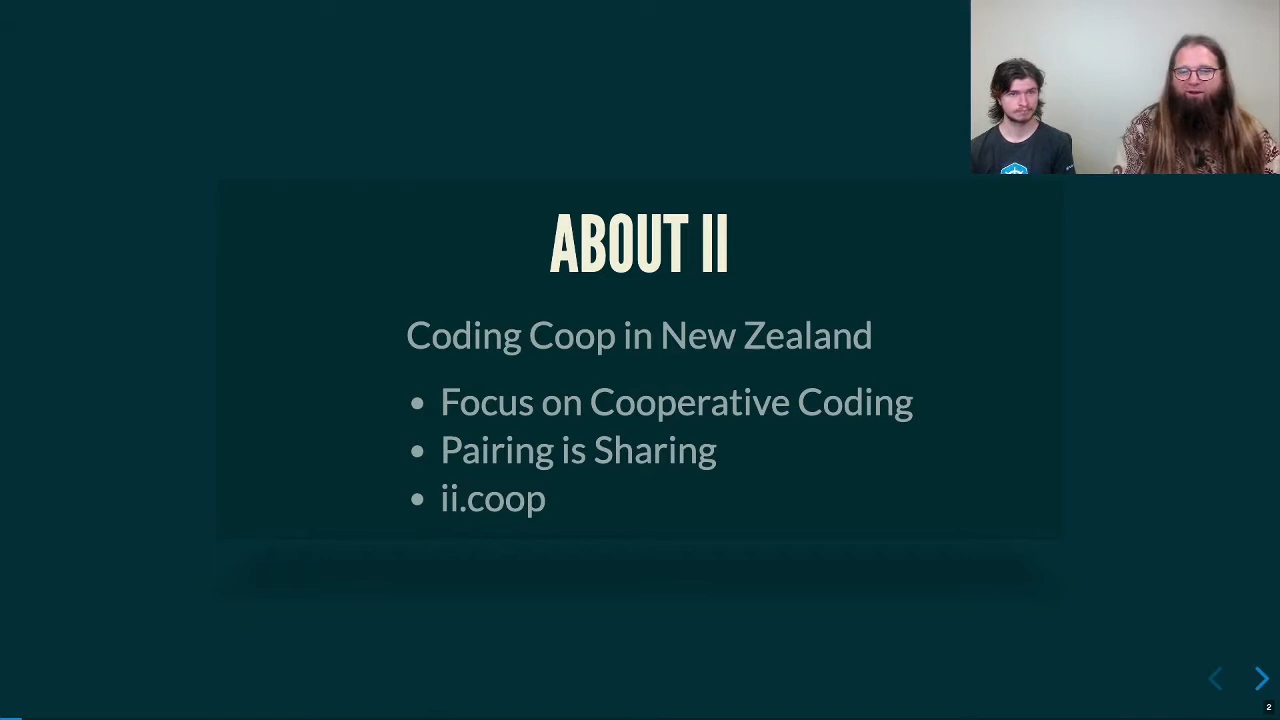 ABOUT II
Coding Coop in New Zealand
• Focus on Cooperative Coding
• Pairing is Sharing
• ii.coop
2